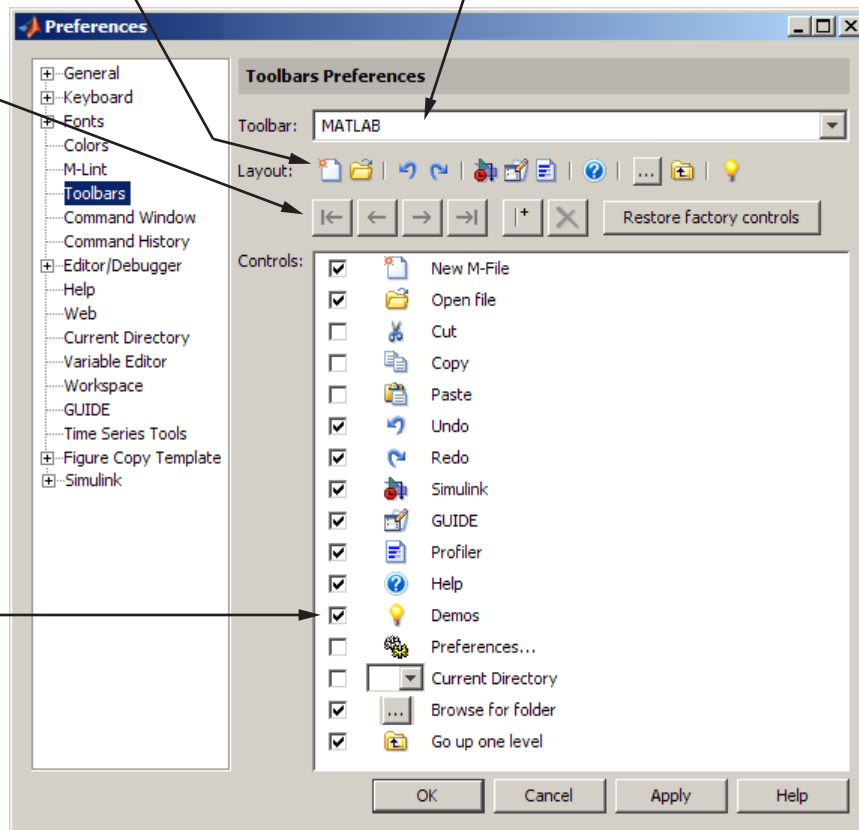 Preferences
General
Keyboard
Fonts
Colors
M-Lint
Toolbars
Command Window
Command History
Editor/Debugger
Help
Web
Current Directory
Variable Editor
Workspace
GUIDE
Time Series Tools
Figure Copy Template
Simulink
Toolbars Preferences
Toolbar: MATLAB
Layout:
Restore factory controls
Controls:
New M-File
Open file
Cut
Copy
Paste
Undo
Redo
Simulink
GUIDE
Profiler
Help
Demos
Preferences...
Current Directory
... Browse for folder
Go up one level
OK Cancel Apply Help